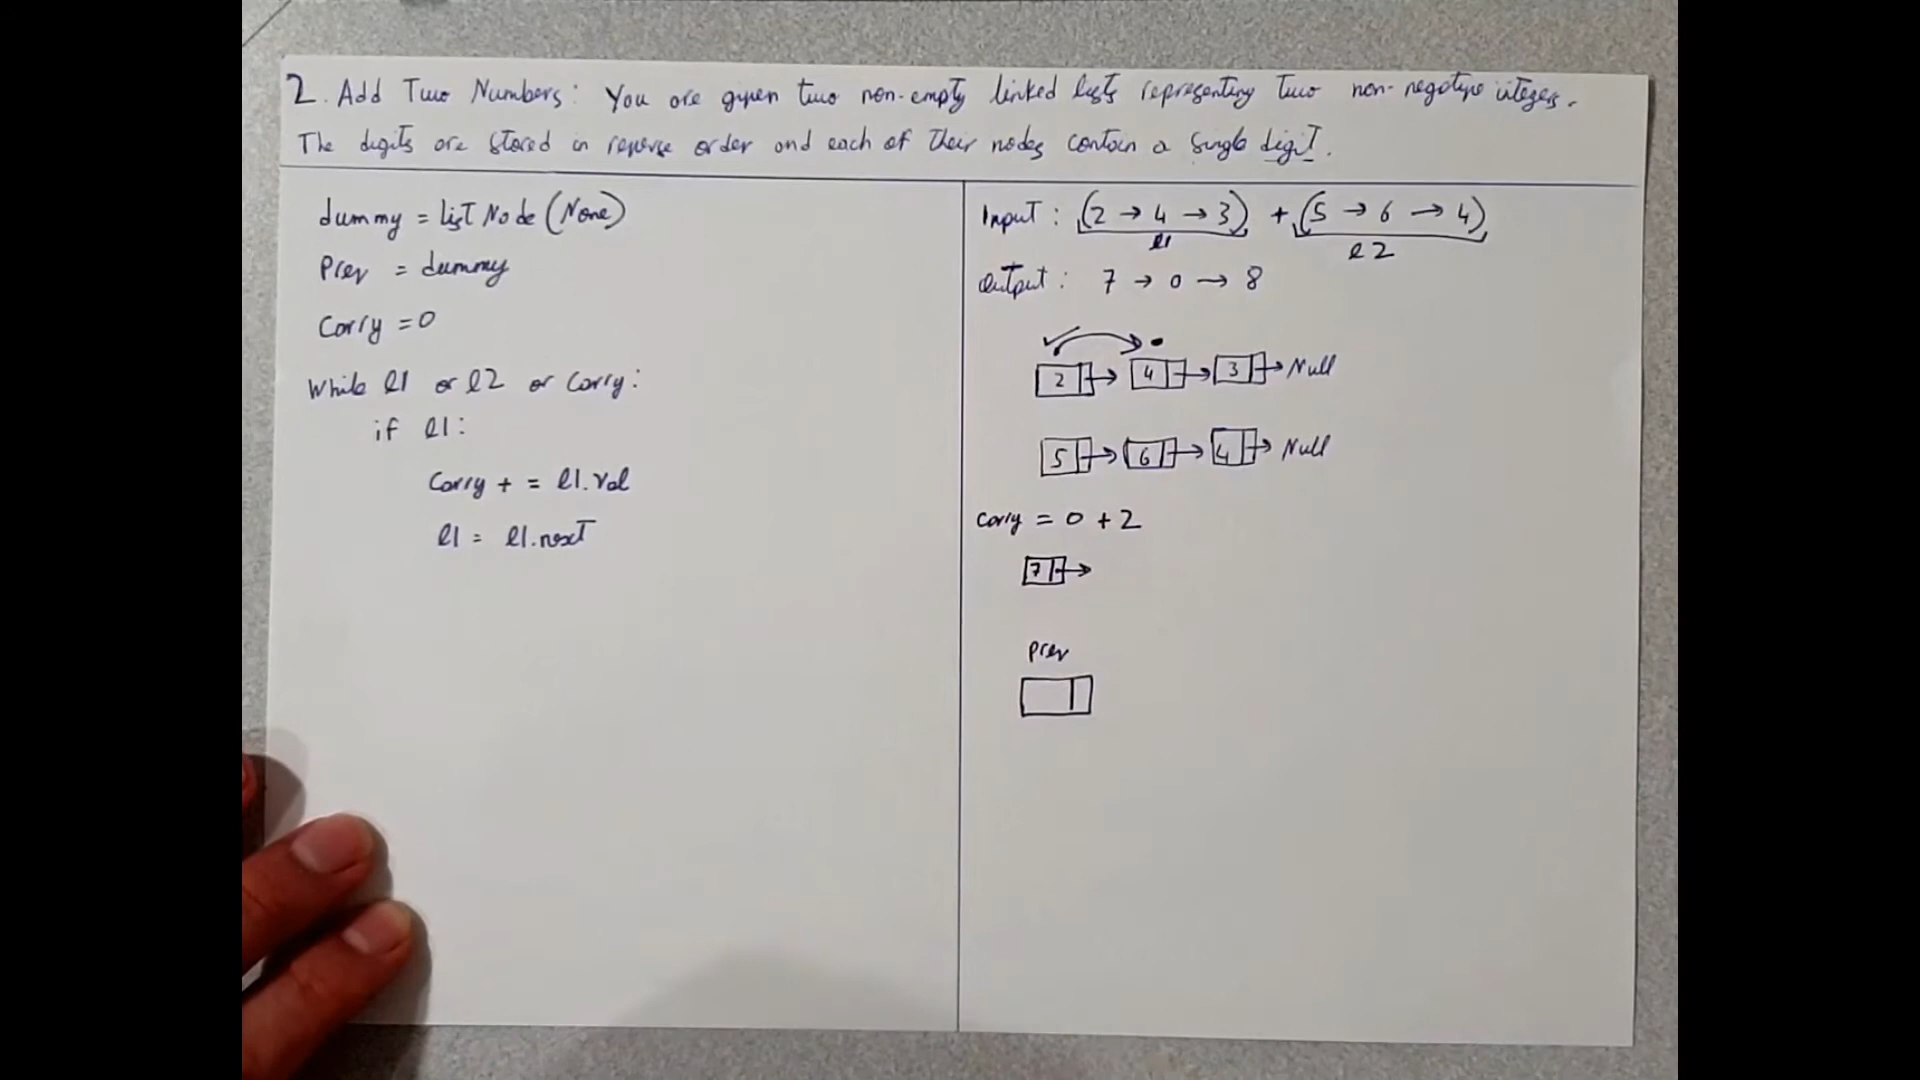 2. Add Two Numbers: You are given two non-empty linked lists representing two non-negative integers.
The digits are stored in reverse order and each of their nodes contain a single digit.
dummy = List Node (None)
Prev = dummy
Carry = 0
While l1 or l2 or Carry:
if l1:
Carry + = l1.val
l1 = l1.next
Input: (2 → 4 → 3) + (5 → 6 → 4)
l1 l2
Output: 7 → 0 → 8
2 → 4 → 3 → Null
5 → 6 → 4 → Null
Carry = 0 + 2
7 →
Prev